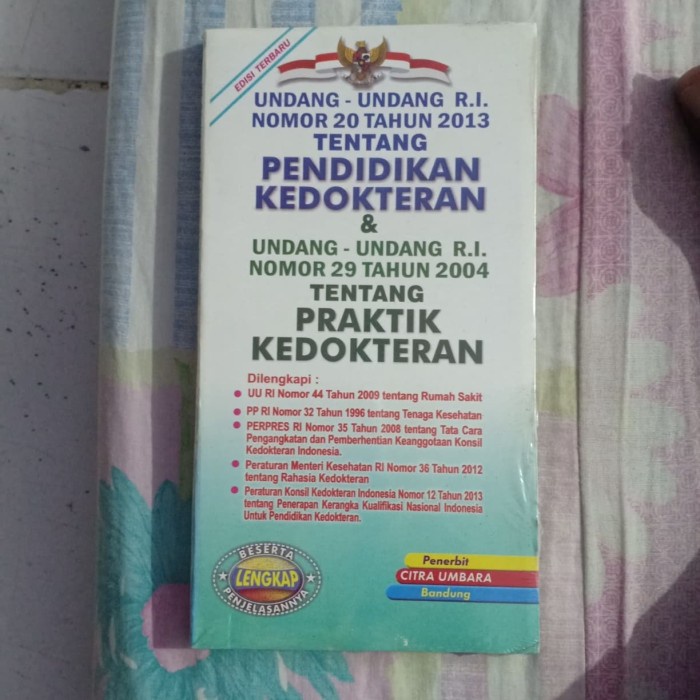 EDISI TERBARU
UNDANG - UNDANG R.I.
NOMOR 20 TAHUN 2013
TENTANG
PENDIDIKAN
KEDOKTERAN
&
UNDANG - UNDANG R.I.
NOMOR 29 TAHUN 2004
TENTANG
PRAKTIK
KEDOKTERAN
Dilengkapi :
• UU RI Nomor 44 Tahun 2009 tentang Rumah Sakit
• PP RI Nomor 32 Tahun 1996 tentang Tenaga Kesehatan
• PERPRES RI Nomor 35 Tahun 2008 tentang Tata Cara
Pengangkatan dan Pemberhentian Keanggotaan Konsil
Kedokteran Indonesia.
• Peraturan Menteri Kesehatan RI Nomor 36 Tahun 2012
tentang Rahasia Kedokteran
• Peraturan Konsil Kedokteran Indonesia Nomor 12 Tahun 2013
tentang Penerapan Kerangka Kualifikasi Nasional Indonesia
Untuk Pendidikan Kedokteran.
BESERTA
LENGKAP
PENJELASANNYA
Penerbit
CITRA UMBARA
Bandung